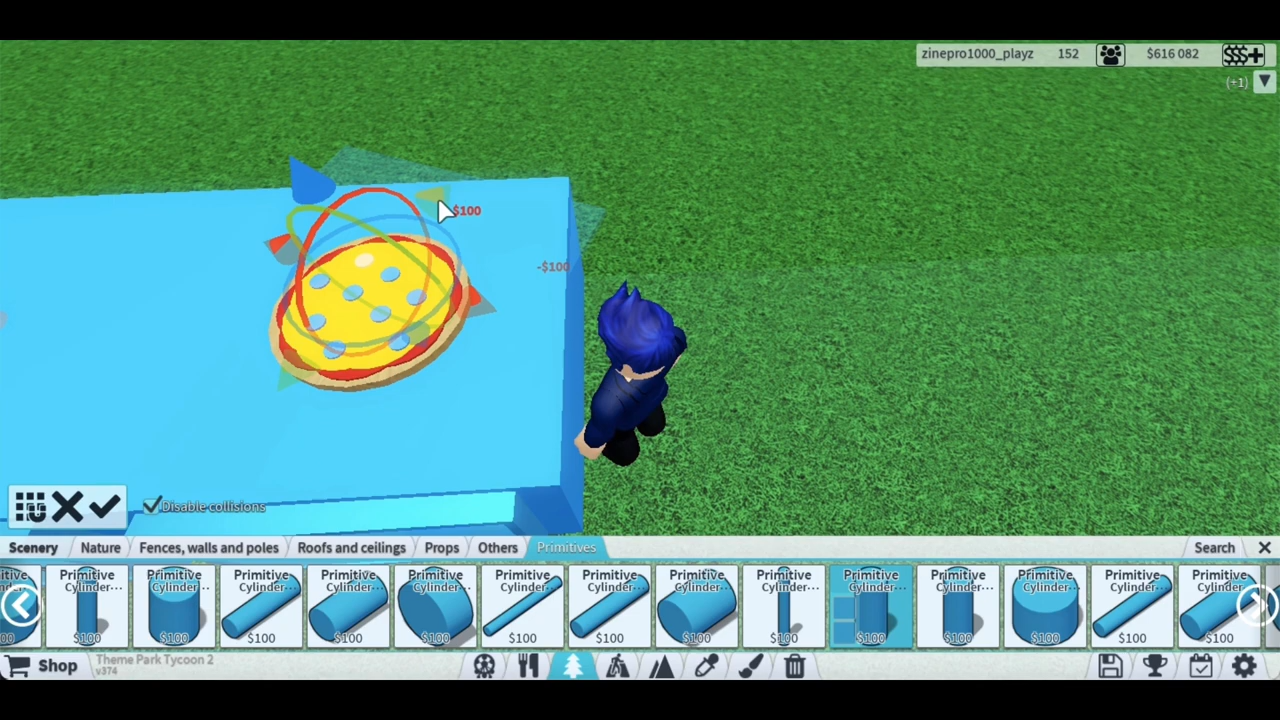 zinepro1000_playz 152 $616 082 $$$+
(+1)
$100
-$100
Disable collisions
Scenery Nature Fences, walls and poles Roofs and ceilings Props Others Primitives Search
Primitive Primitive Primitive Primitive Primitive Primitive Primitive Primitive Primitive Primitive Primitive Primitive Primitive Primitive
Cylinder··· Cylinder··· Cylinder··· Cylinder··· Cylinder··· Cylinder··· Cylinder··· Cylinder··· Cylinder··· Cylinder··· Cylinder··· Cylinder··· Cylinder··· Cylinder···
$100 $100 $100 $100 $100 $100 $100 $100 $100 $100 $100 $100 $100 $100
Shop Theme Park Tycoon 2
v374